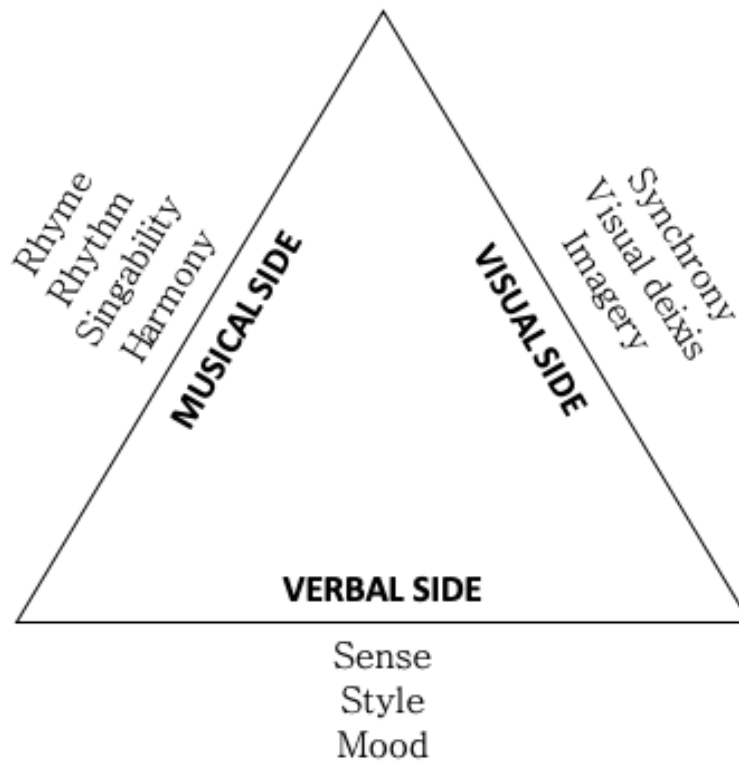 Rhyme
Rhythm
Singability
Harmony
MUSICAL SIDE
Synchrony
Visual deixis
Imagery
VISUAL SIDE
VERBAL SIDE
Sense
Style
Mood